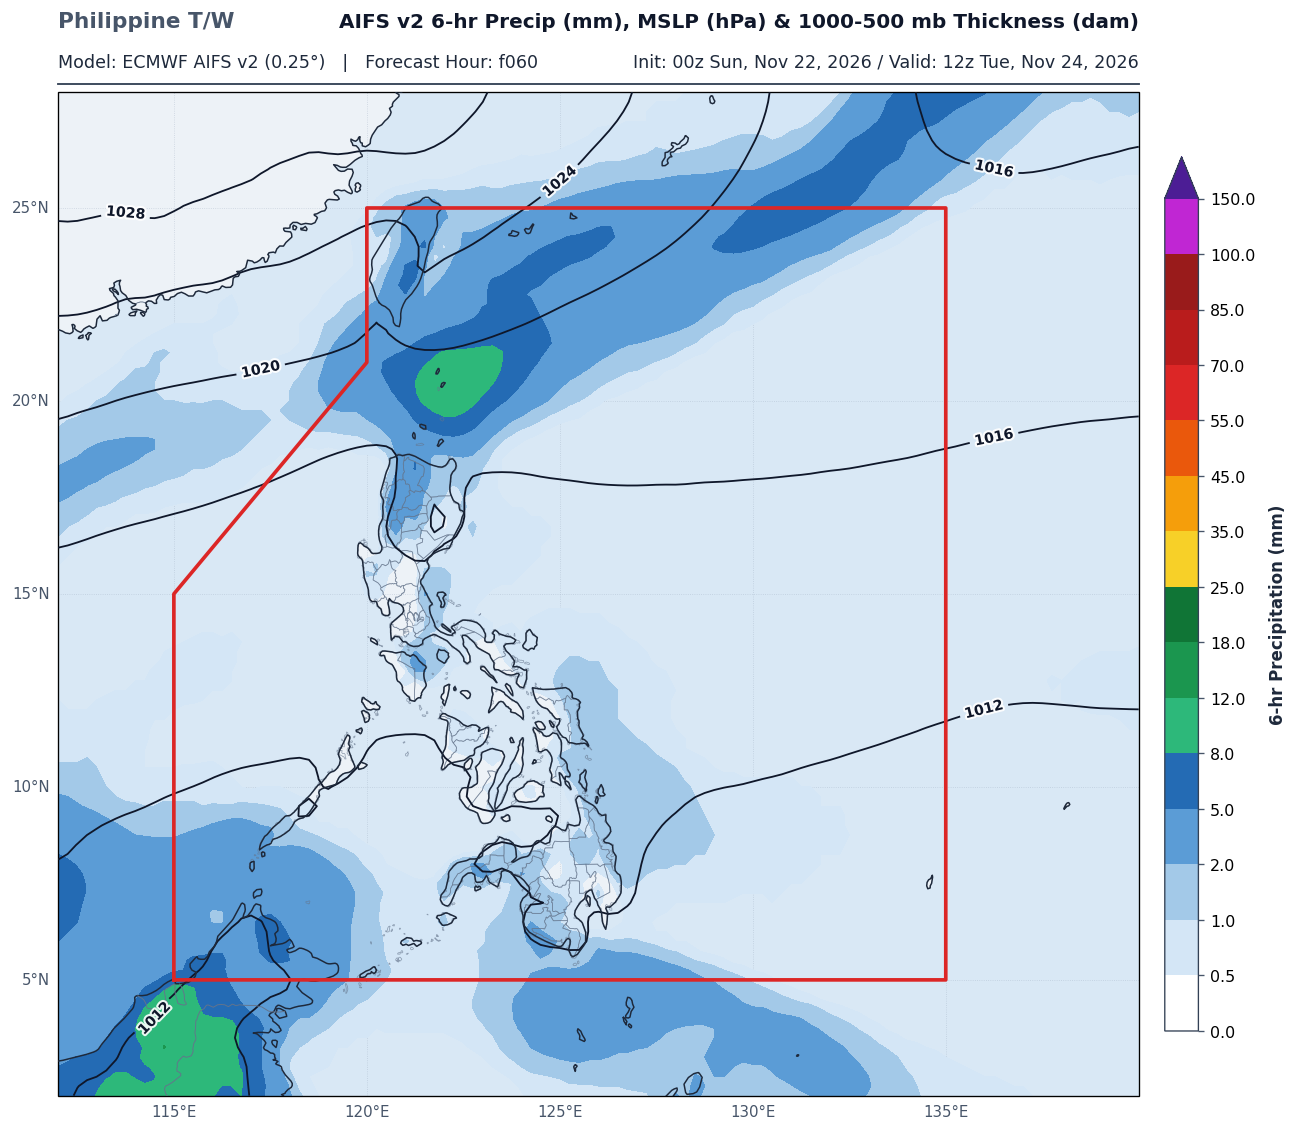 Philippine T/W
AIFS v2 6-hr Precip (mm), MSLP (hPa) & 1000-500 mb Thickness (dam)
Model: ECMWF AIFS v2 (0.25°) | Forecast Hour: f060
Init: 00z Sun, Nov 22, 2026 / Valid: 12z Tue, Nov 24, 2026
25°N
20°N
15°N
10°N
5°N
115°E
120°E
125°E
130°E
135°E
1028
1024
1016
1020
1016
1012
1012
150.0
100.0
85.0
70.0
55.0
45.0
35.0
25.0
18.0
12.0
8.0
5.0
2.0
1.0
0.5
0.0
6-hr Precipitation (mm)